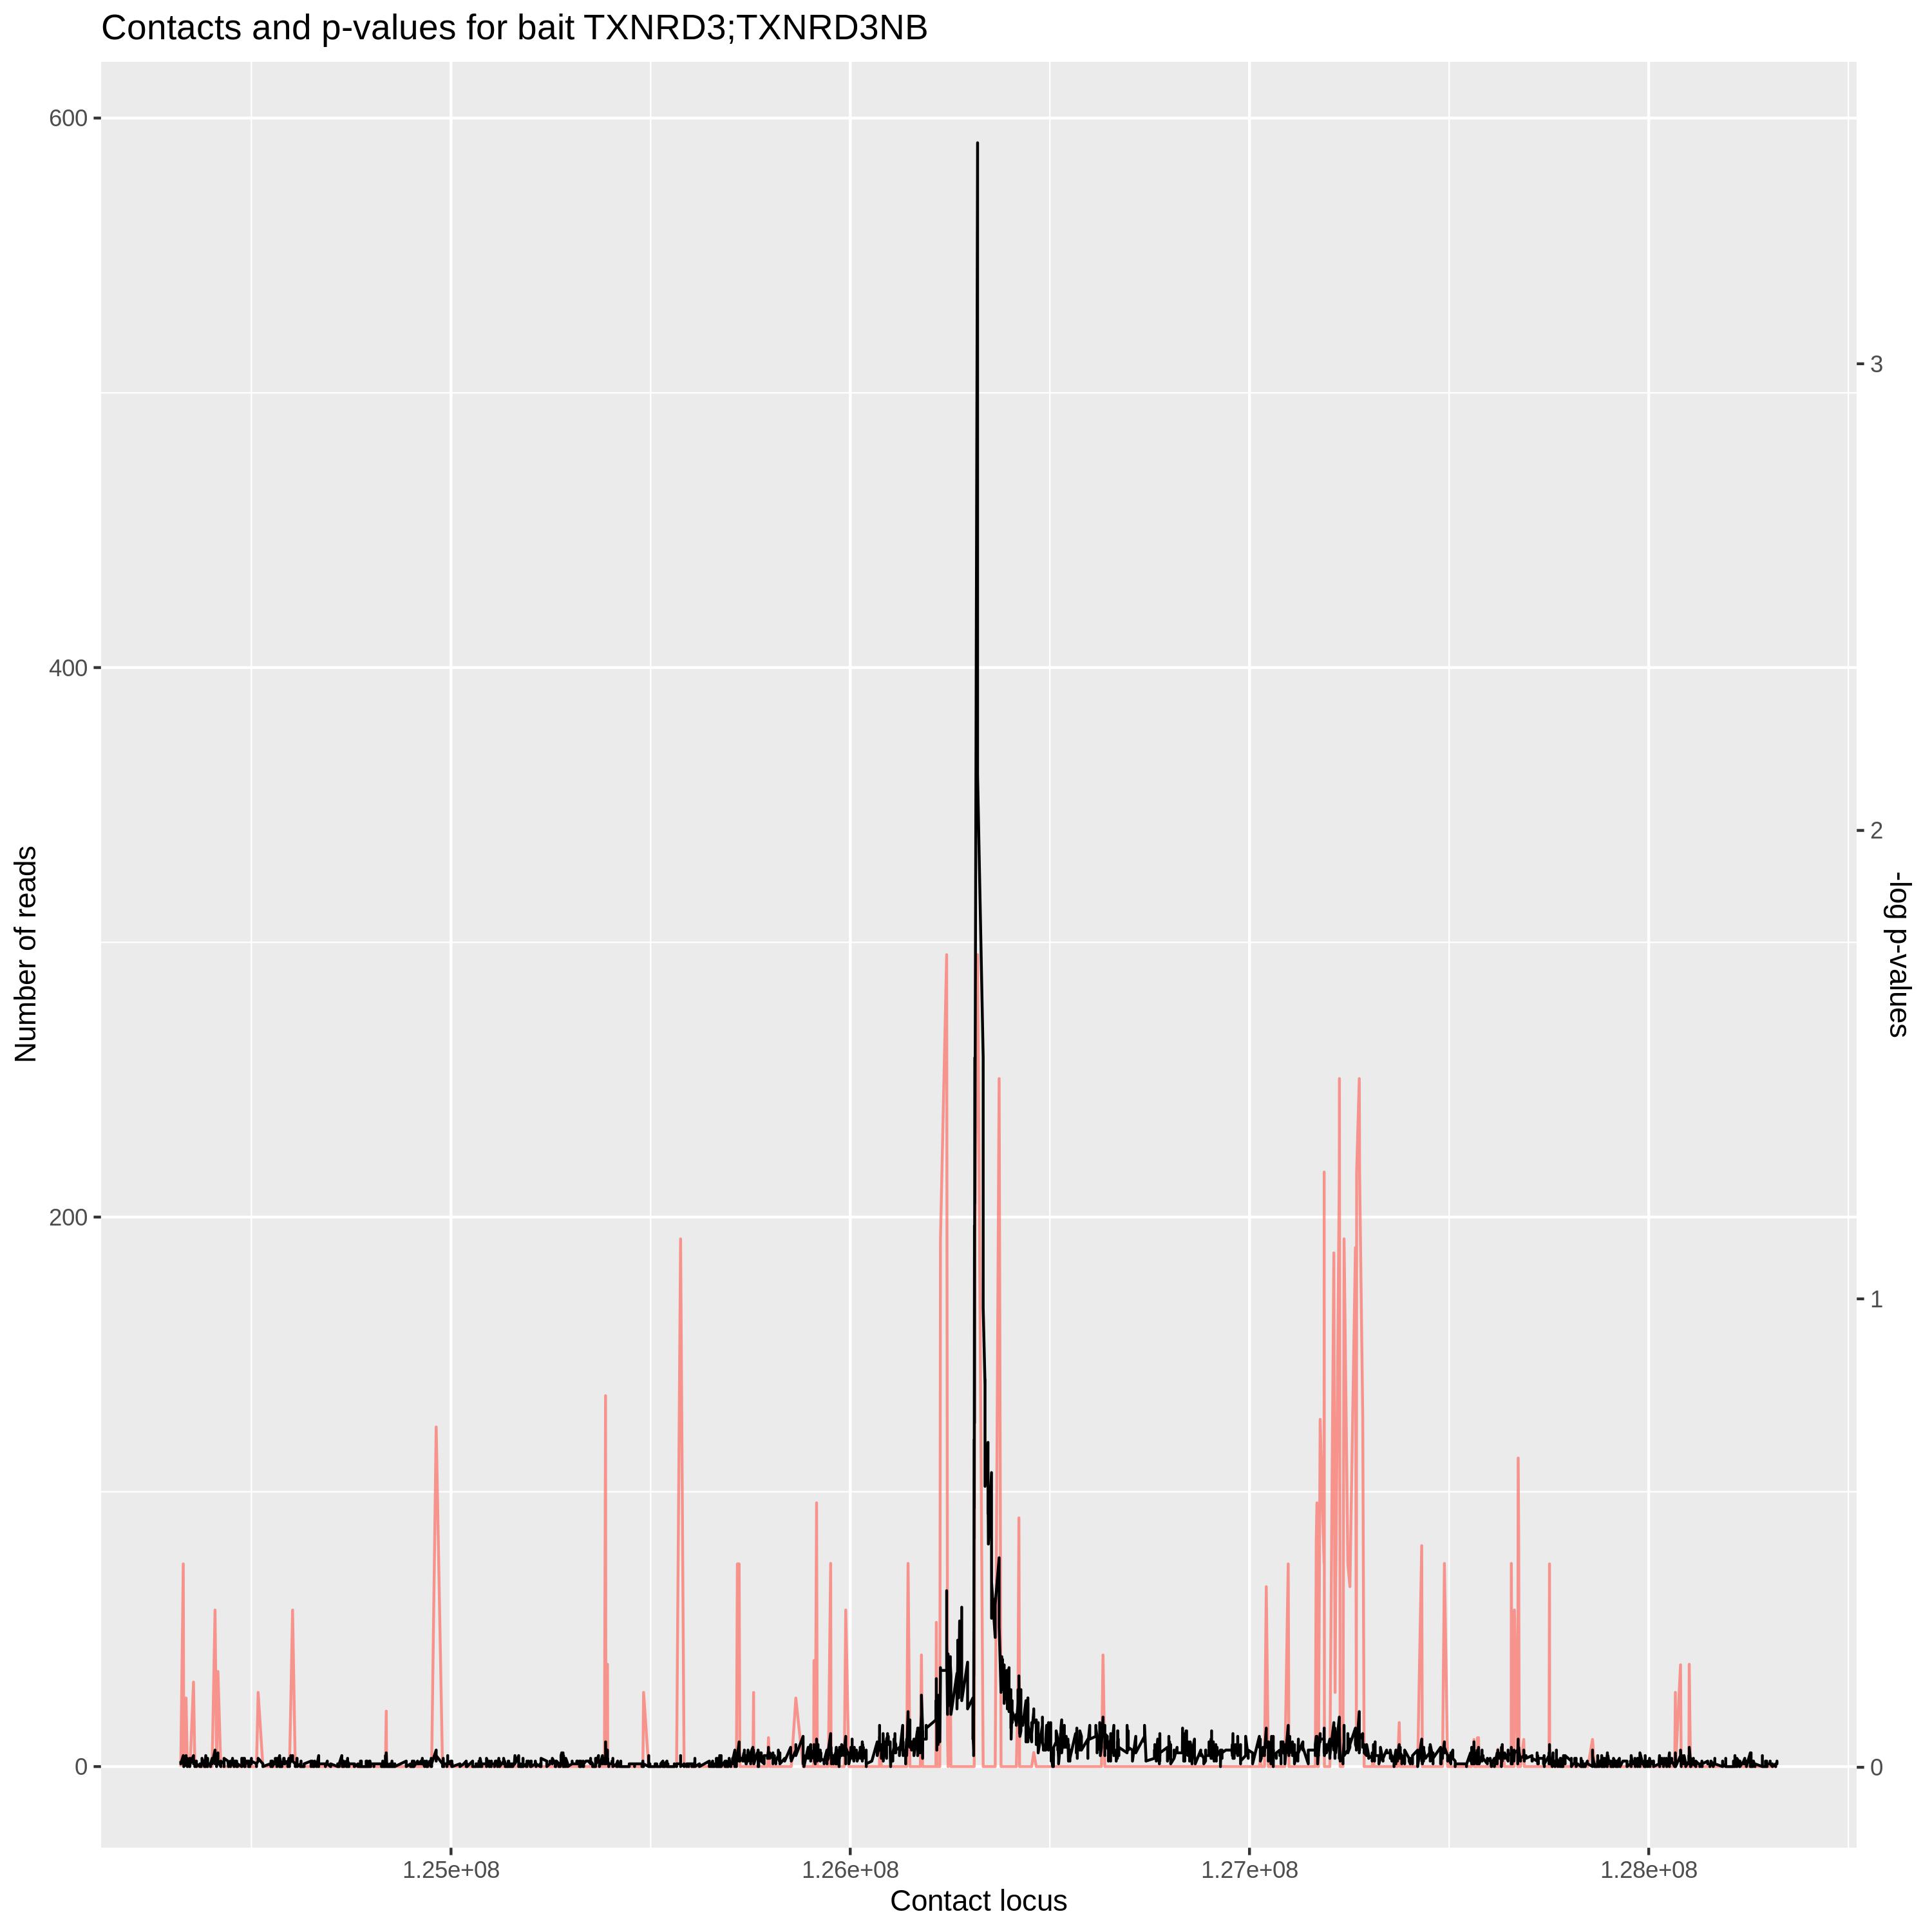 Contacts and p-values for bait TXNRD3;TXNRD3NB
600
400
200
0
Number of reads
3
2
1
0
-log p-values
1.25e+08
1.26e+08
1.27e+08
1.28e+08
Contact locus